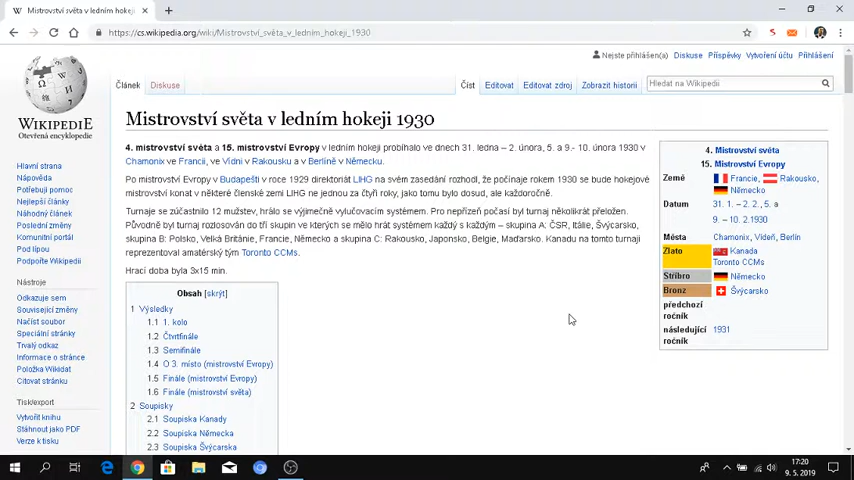 Mistrovství světa v ledním hokeji
https://cs.wikipedia.org/wiki/Mistrovství_světa_v_ledním_hokeji_1930
Nejste přihlášen(a) Diskuse Příspěvky Vytvoření účtu Přihlášení
Článek Diskuse Číst Editovat Editovat zdroj Zobrazit historii Hledat na Wikipedii
WIKIPEDIE
Otevřená encyklopedie
Hlavní strana
Nápověda
Potřebuji pomoc
Nejlepší články
Náhodný článek
Poslední změny
Komunitní portál
Pod lípou
Podpořte Wikipedii
Nástroje
Odkazuje sem
Související změny
Načíst soubor
Speciální stránky
Trvalý odkaz
Informace o stránce
Položka Wikidat
Citovat stránku
Tisk/export
Vytvořit knihu
Stáhnout jako PDF
Verze k tisku
Mistrovství světa v ledním hokeji 1930
4. mistrovství světa a 15. mistrovství Evropy v ledním hokeji probíhalo ve dnech 31. ledna – 2. února, 5. a 9.- 10. února 1930 v
Chamonix ve Francii, ve Vídni v Rakousku a v Berlíně v Německu.
Po mistrovství Evropy v Budapešti v roce 1929 direktoriát LIHG na svém zasedání rozhodl, že počínaje rokem 1930 se bude hokejové
mistrovství konat v některé členské zemi LIHG ne jednou za čtyři roky, jako tomu bylo dosud, ale každoročně.
Turnaje se zúčastnilo 12 mužstev, hrálo se výjimečně vylučovacím systémem. Pro nepřízeň počasí byl turnaj několikrát přeložen.
Původně byl turnaj rozlosován do tří skupin ve kterých se mělo hrát systémem každý s každým – skupina A: ČSR, Itálie, Švýcarsko,
skupina B: Polsko, Velká Británie, Francie, Německo a skupina C: Rakousko, Japonsko, Belgie, Maďarsko. Kanadu na tomto turnaji
reprezentoval amatérský tým Toronto CCMs.
Hrací doba byla 3x15 min.
Obsah [skrýt]
1 Výsledky
1.1 1. kolo
1.2 Čtvrtfinále
1.3 Semifinále
1.4 O 3. místo (mistrovství Evropy)
1.5 Finále (mistrovství Evropy)
1.6 Finále (mistrovství světa)
2 Soupisky
2.1 Soupiska Kanady
2.2 Soupiska Německa
2.3 Soupiska Švýcarska
4. Mistrovství světa
15. Mistrovství Evropy
Země Francie, Rakousko,
Německo
Datum 31. 1. – 2. 2., 5. a
9. – 10. 2.1930
Města Chamonix, Vídeň, Berlín
Zlato Kanada
Toronto CCMs
Stříbro Německo
Bronz Švýcarsko
předchozí
ročník
následující 1931
ročník
17:20
9. 5. 2019